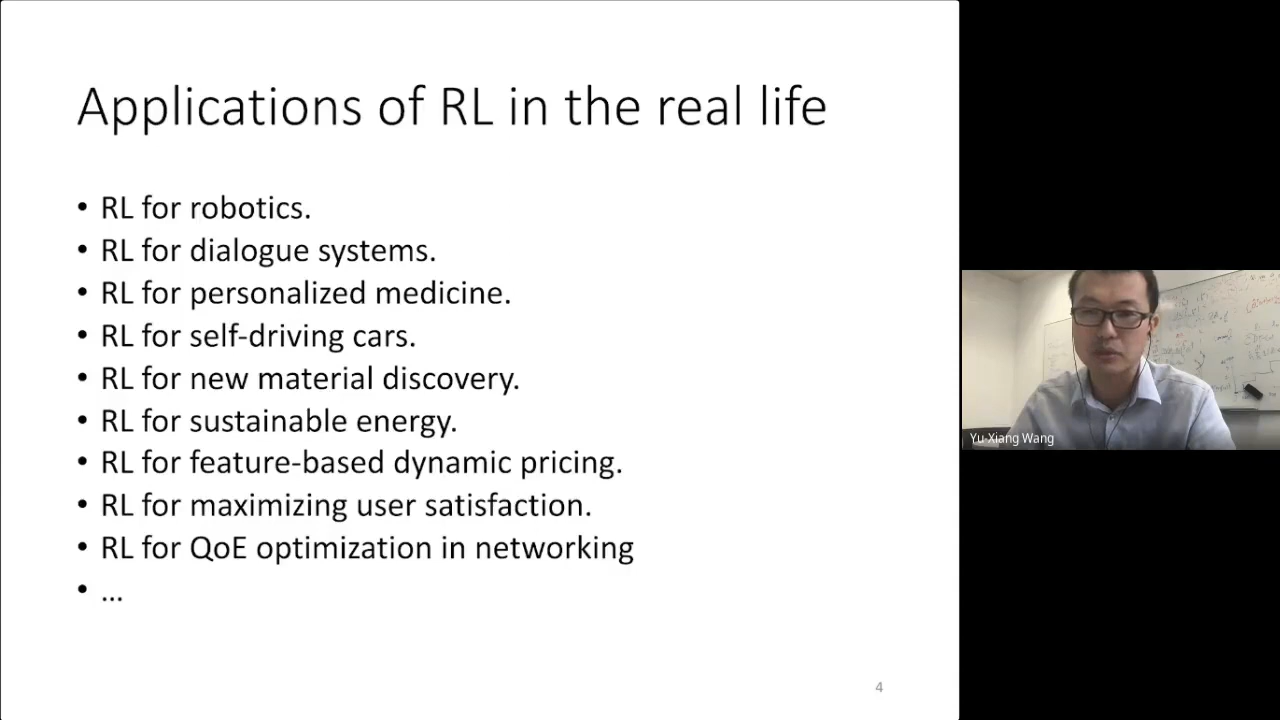 Applications of RL in the real life
• RL for robotics.
• RL for dialogue systems.
• RL for personalized medicine.
• RL for self-driving cars.
• RL for new material discovery.
• RL for sustainable energy.
• RL for feature-based dynamic pricing.
• RL for maximizing user satisfaction.
• RL for QoE optimization in networking
• ...
4
Yu-Xiang Wang